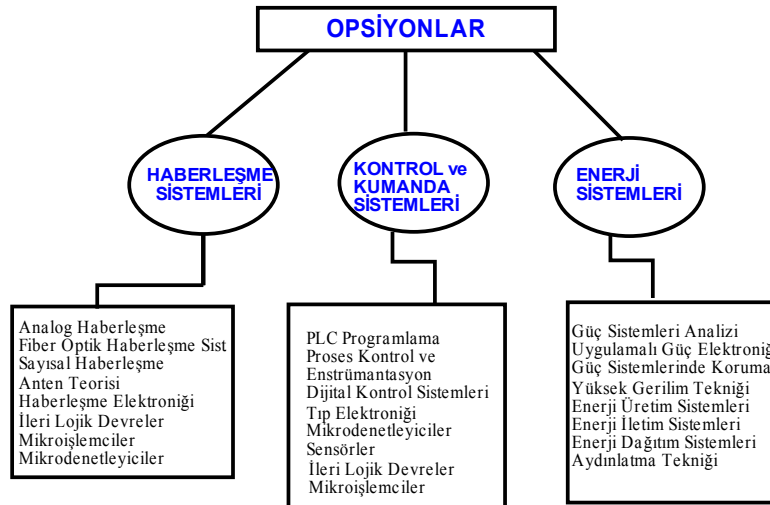 OPSİYONLAR
HABERLEŞME
SİSTEMLERİ
KONTROL ve
KUMANDA
SİSTEMLERİ
ENERJİ
SİSTEMLERİ
Analog Haberleşme
Fiber Optik Haberleşme Sist
Sayısal Haberleşme
Anten Teorisi
Haberleşme Elektroniği
İleri Lojik Devreler
Mikroişlemciler
Mikrodenetleyiciler
PLC Programlama
Proses Kontrol ve
Enstrümantasyon
Dijital Kontrol Sistemleri
Tıp Elektroniği
Mikrodenetleyiciler
Sensörler
İleri Lojik Devreler
Mikroişlemciler
Güç Sistemleri Analizi
Uygulamalı Güç Elektroniğ
Güç Sistemlerinde Koruma
Yüksek Gerilim Tekniği
Enerji Üretim Sistemleri
Enerji İletim Sistemleri
Enerji Dağıtım Sistemleri
Aydınlatma Tekniği